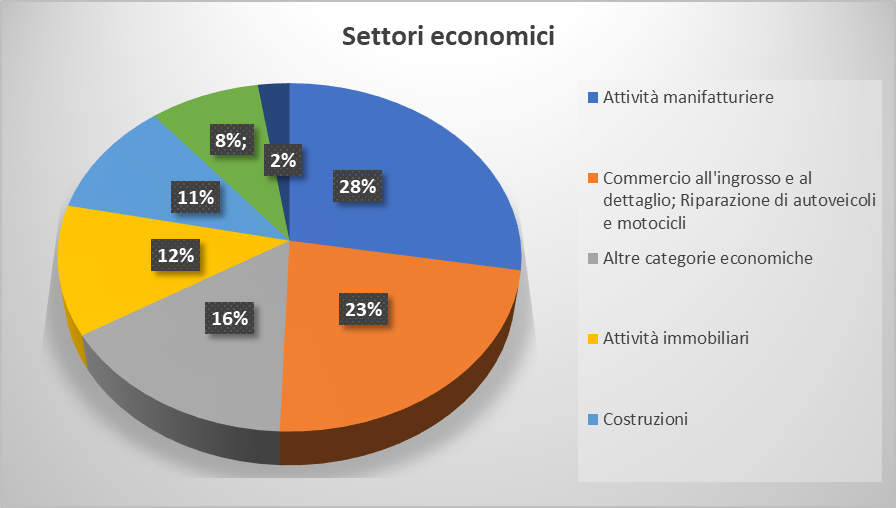 Settori economici
8%;
2%
28%
11%
12%
23%
16%
Attività manifatturiere
Commercio all'ingrosso e al
dettaglio; Riparazione di autoveicoli
e motocicli
Altre categorie economiche
Attività immobiliari
Costruzioni